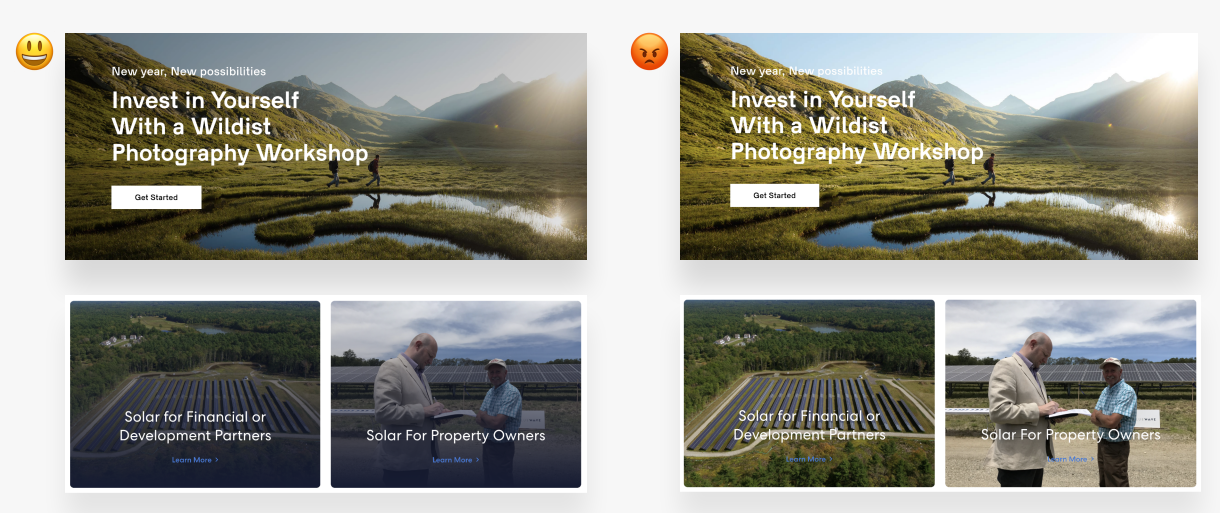 New year, New possibilities
Invest in Yourself
With a Wildist
Photography Workshop
Get Started
New year, New possibilities
Invest in Yourself
With a Wildist
Photography Workshop
Get Started
Solar for Financial or
Development Partners
Learn More >
Solar For Property Owners
Learn More >
Solar for Financial or
Development Partners
Learn More >
Solar For Property Owners
Learn More >